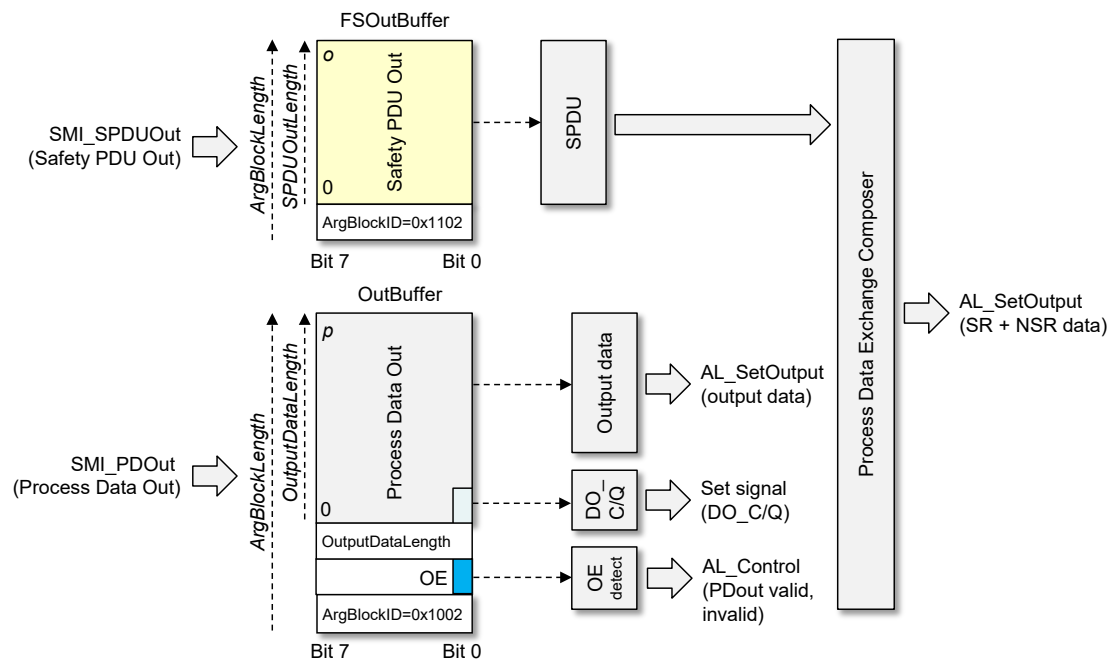 FSOutBuffer
o
Safety PDU Out
0
ArgBlockID=0x1102
ArgBlockLength
SPDUOutLength
SMI_SPDUOut
(Safety PDU Out)
SPDU
Bit 7
Bit 0
Process Data Exchange Composer
AL_SetOutput
(SR + NSR data)
OutBuffer
p
Process Data Out
0
OutputDataLength
OE
ArgBlockID=0x1002
ArgBlockLength
OutputDataLength
SMI_PDOut
(Process Data Out)
Output data
AL_SetOutput
(output data)
DO_
C/Q
Set signal
(DO_C/Q)
OE
detect
AL_Control
(PDout valid,
invalid)
Bit 7
Bit 0